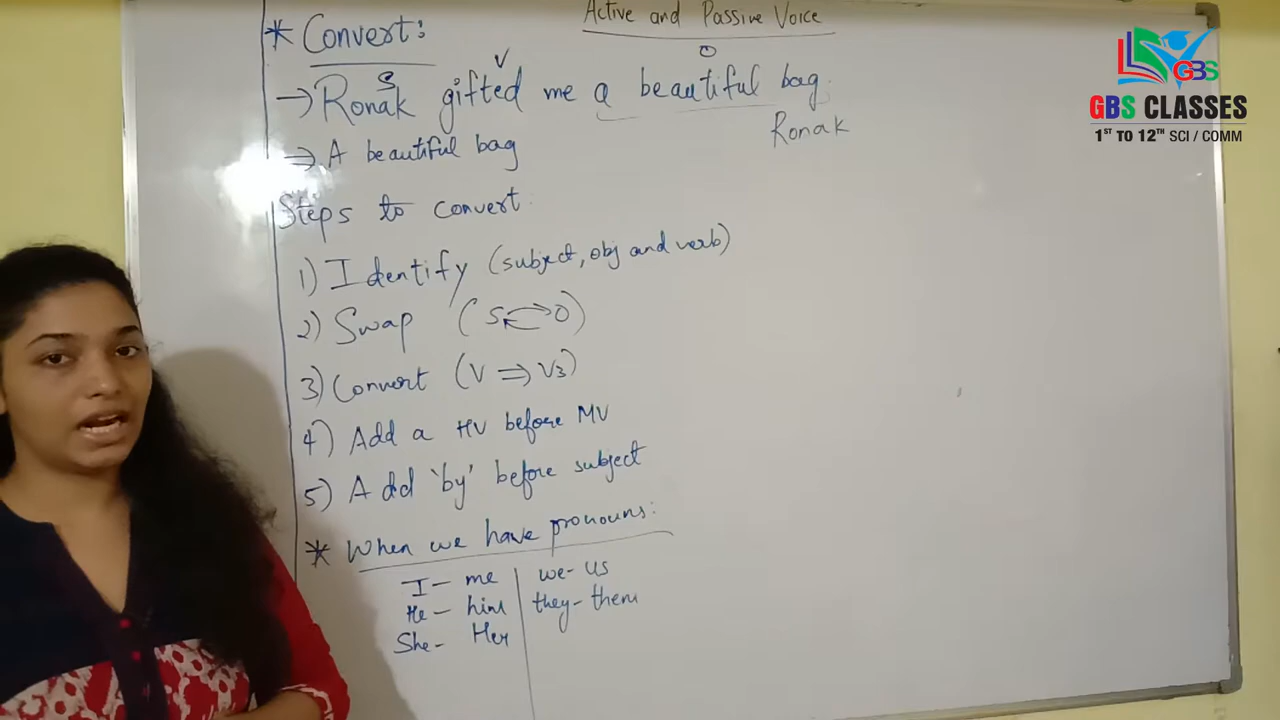 Active and Passive Voice
* Convert:
S V O
→ Ronak gifted me a beautiful bag.
Ronak
⇒ A beautiful bag
Steps to convert:
1) Identify (subject, obj and verb)
2) Swap (S ⇄ O)
3) Convert (V ⇒ V3)
4) Add a HV before MV
5) Add 'by' before subject
* When we have pronouns:
I - me
He - him
She - Her
we - us
they - them
GBS
GBS CLASSES
1ST TO 12TH SCI / COMM